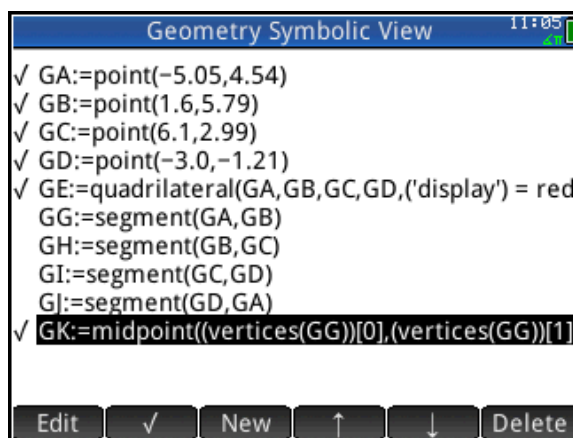 Geometry Symbolic View 11:05
∡π
√ GA:=point(−5.05,4.54)
√ GB:=point(1.6,5.79)
√ GC:=point(6.1,2.99)
√ GD:=point(−3.0,−1.21)
√ GE:=quadrilateral(GA,GB,GC,GD,('display') = red
GG:=segment(GA,GB)
GH:=segment(GB,GC)
GI:=segment(GC,GD)
GJ:=segment(GD,GA)
√ GK:=midpoint((vertices(GG))[0],(vertices(GG))[1]
Edit √ New ↑ ↓ Delete